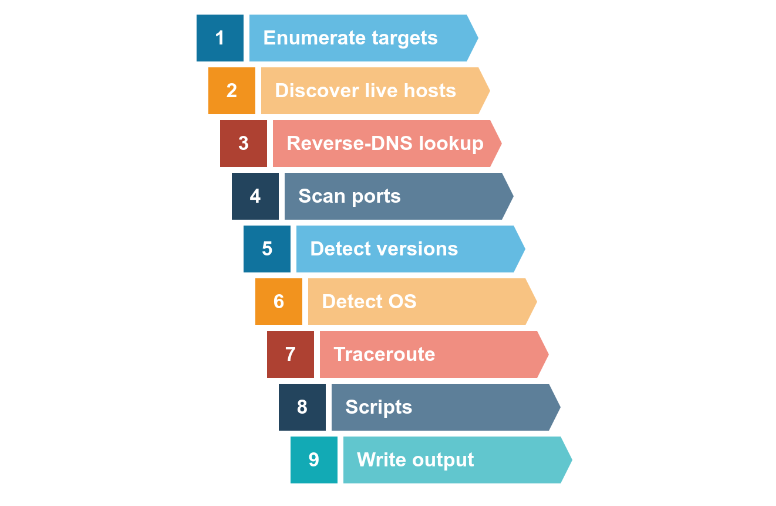 1 Enumerate targets
2 Discover live hosts
3 Reverse-DNS lookup
4 Scan ports
5 Detect versions
6 Detect OS
7 Traceroute
8 Scripts
9 Write output